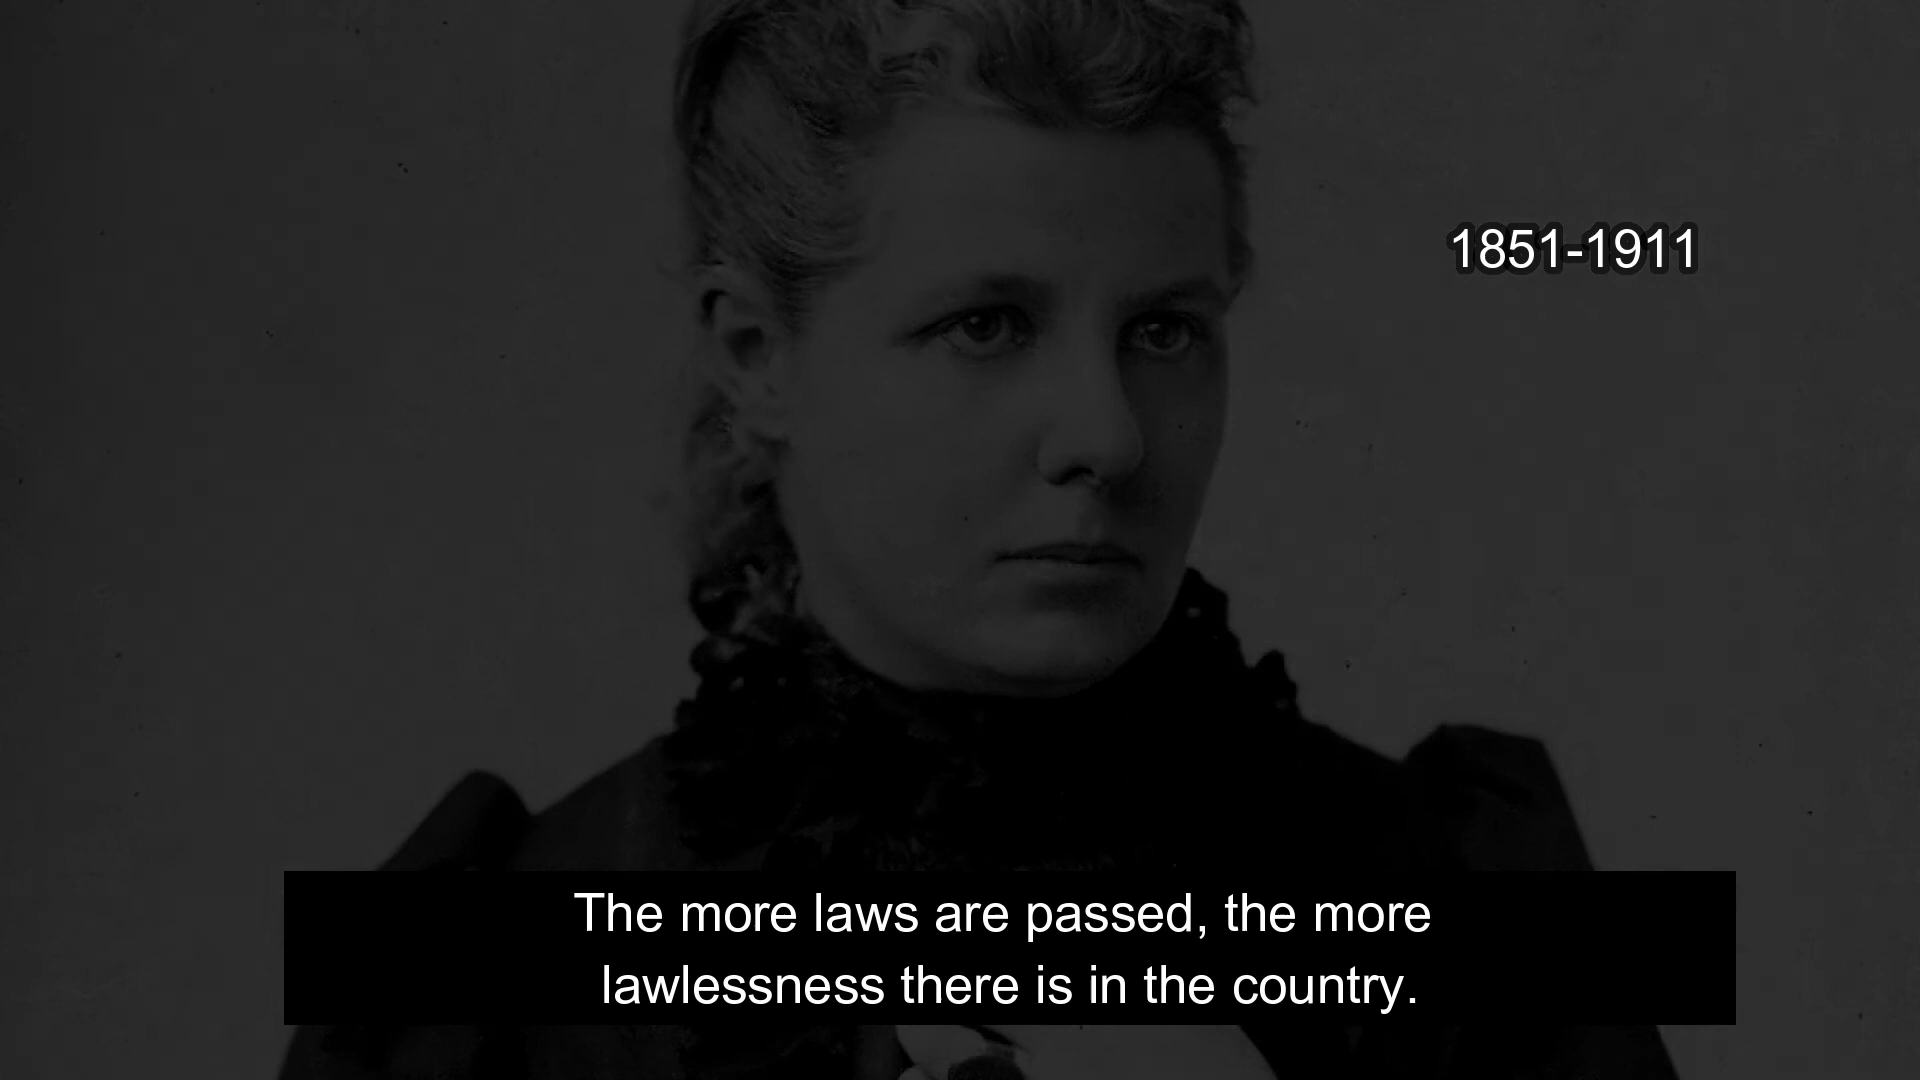 1851-1911
The more laws are passed, the more
lawlessness there is in the country.